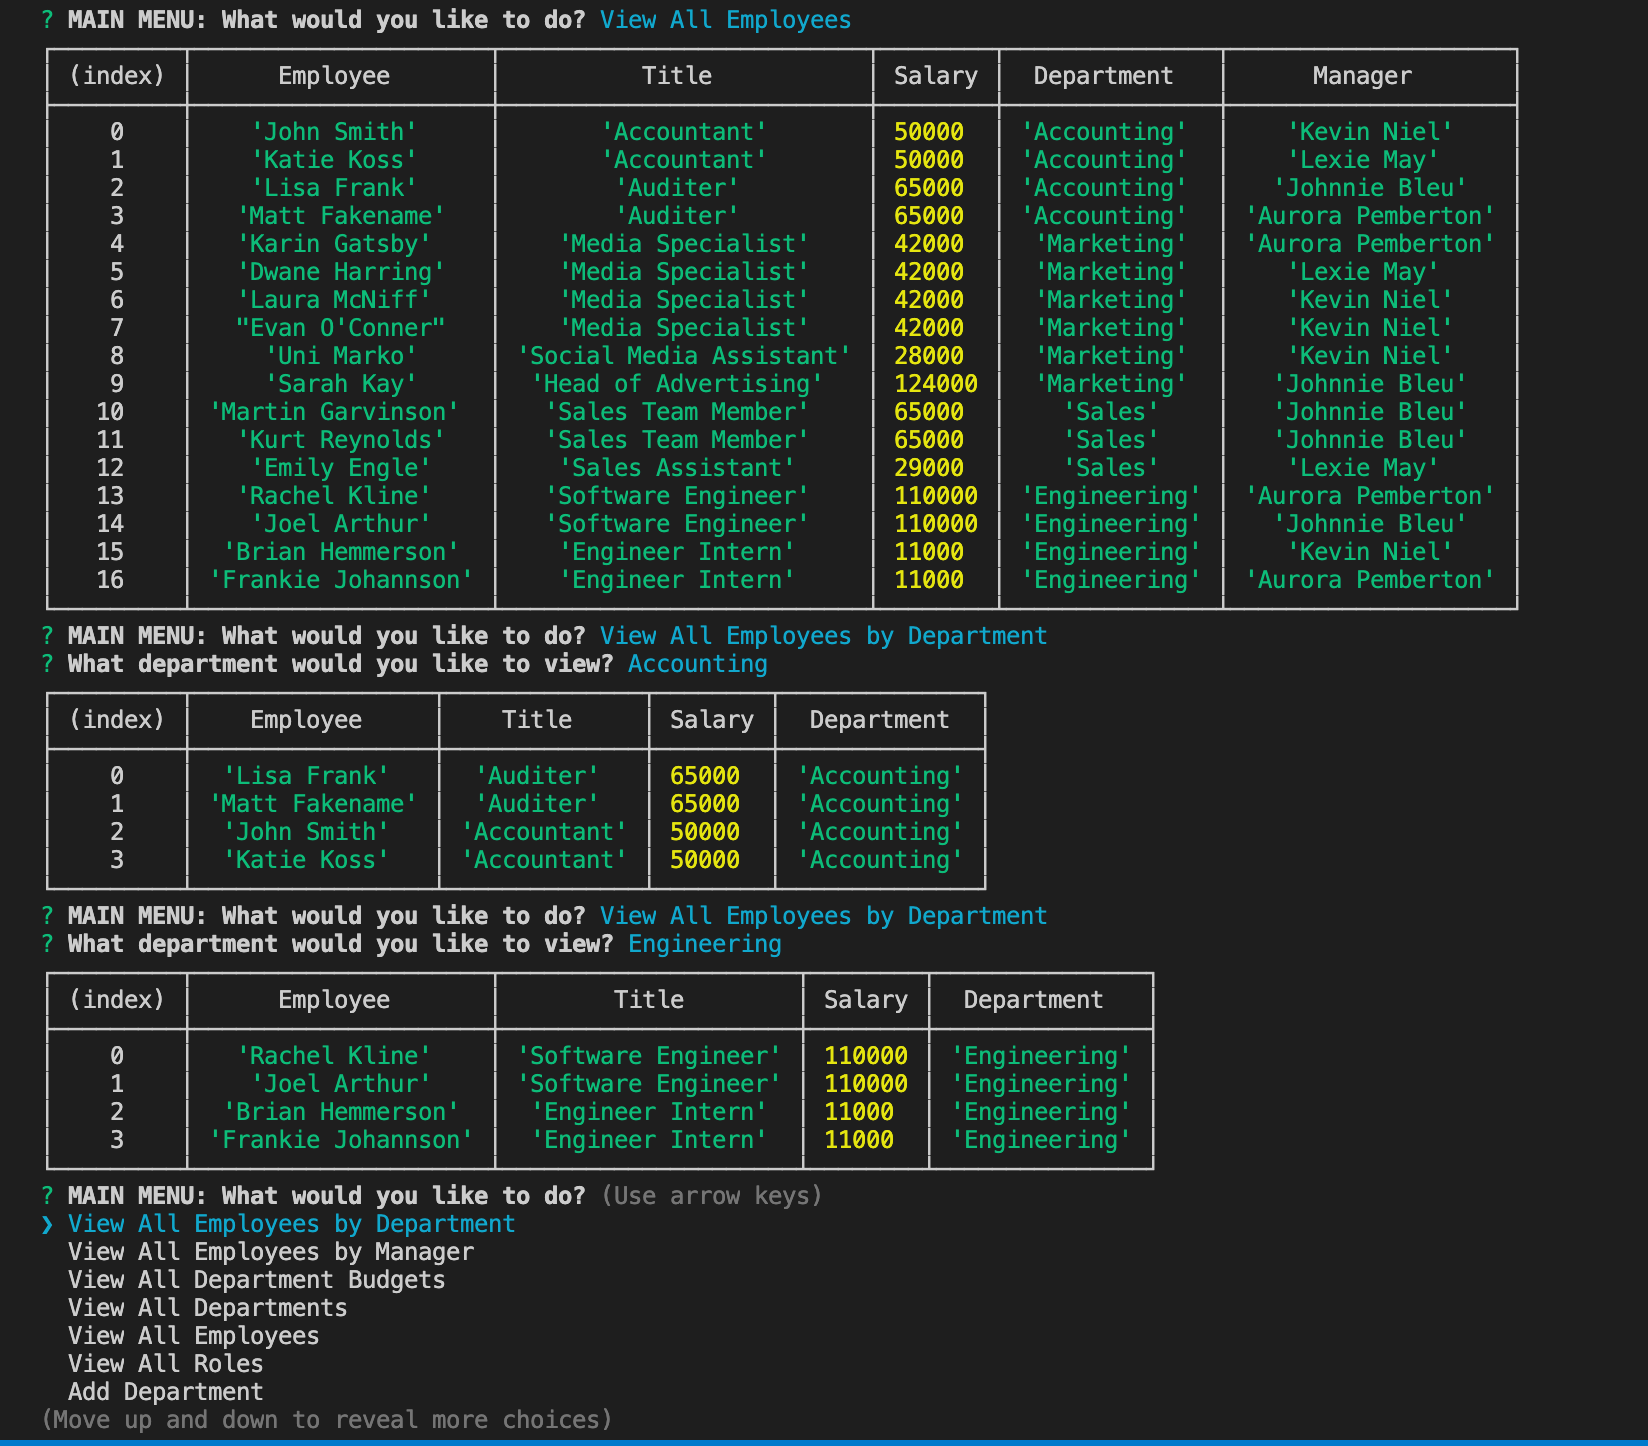 ? MAIN MENU: What would you like to do? View All Employees
(index) Employee Title Salary Department Manager
0 'John Smith' 'Accountant' 50000 'Accounting' 'Kevin Niel'
1 'Katie Koss' 'Accountant' 50000 'Accounting' 'Lexie May'
2 'Lisa Frank' 'Auditer' 65000 'Accounting' 'Johnnie Bleu'
3 'Matt Fakename' 'Auditer' 65000 'Accounting' 'Aurora Pemberton'
4 'Karin Gatsby' 'Media Specialist' 42000 'Marketing' 'Aurora Pemberton'
5 'Dwane Harring' 'Media Specialist' 42000 'Marketing' 'Lexie May'
6 'Laura McNiff' 'Media Specialist' 42000 'Marketing' 'Kevin Niel'
7 "Evan O'Conner" 'Media Specialist' 42000 'Marketing' 'Kevin Niel'
8 'Uni Marko' 'Social Media Assistant' 28000 'Marketing' 'Kevin Niel'
9 'Sarah Kay' 'Head of Advertising' 124000 'Marketing' 'Johnnie Bleu'
10 'Martin Garvinson' 'Sales Team Member' 65000 'Sales' 'Johnnie Bleu'
11 'Kurt Reynolds' 'Sales Team Member' 65000 'Sales' 'Johnnie Bleu'
12 'Emily Engle' 'Sales Assistant' 29000 'Sales' 'Lexie May'
13 'Rachel Kline' 'Software Engineer' 110000 'Engineering' 'Aurora Pemberton'
14 'Joel Arthur' 'Software Engineer' 110000 'Engineering' 'Johnnie Bleu'
15 'Brian Hemmerson' 'Engineer Intern' 11000 'Engineering' 'Kevin Niel'
16 'Frankie Johannson' 'Engineer Intern' 11000 'Engineering' 'Aurora Pemberton'
? MAIN MENU: What would you like to do? View All Employees by Department
? What department would you like to view? Accounting
(index) Employee Title Salary Department
0 'Lisa Frank' 'Auditer' 65000 'Accounting'
1 'Matt Fakename' 'Auditer' 65000 'Accounting'
2 'John Smith' 'Accountant' 50000 'Accounting'
3 'Katie Koss' 'Accountant' 50000 'Accounting'
? MAIN MENU: What would you like to do? View All Employees by Department
? What department would you like to view? Engineering
(index) Employee Title Salary Department
0 'Rachel Kline' 'Software Engineer' 110000 'Engineering'
1 'Joel Arthur' 'Software Engineer' 110000 'Engineering'
2 'Brian Hemmerson' 'Engineer Intern' 11000 'Engineering'
3 'Frankie Johannson' 'Engineer Intern' 11000 'Engineering'
? MAIN MENU: What would you like to do? (Use arrow keys)
❯ View All Employees by Department
View All Employees by Manager
View All Department Budgets
View All Departments
View All Employees
View All Roles
Add Department
(Move up and down to reveal more choices)